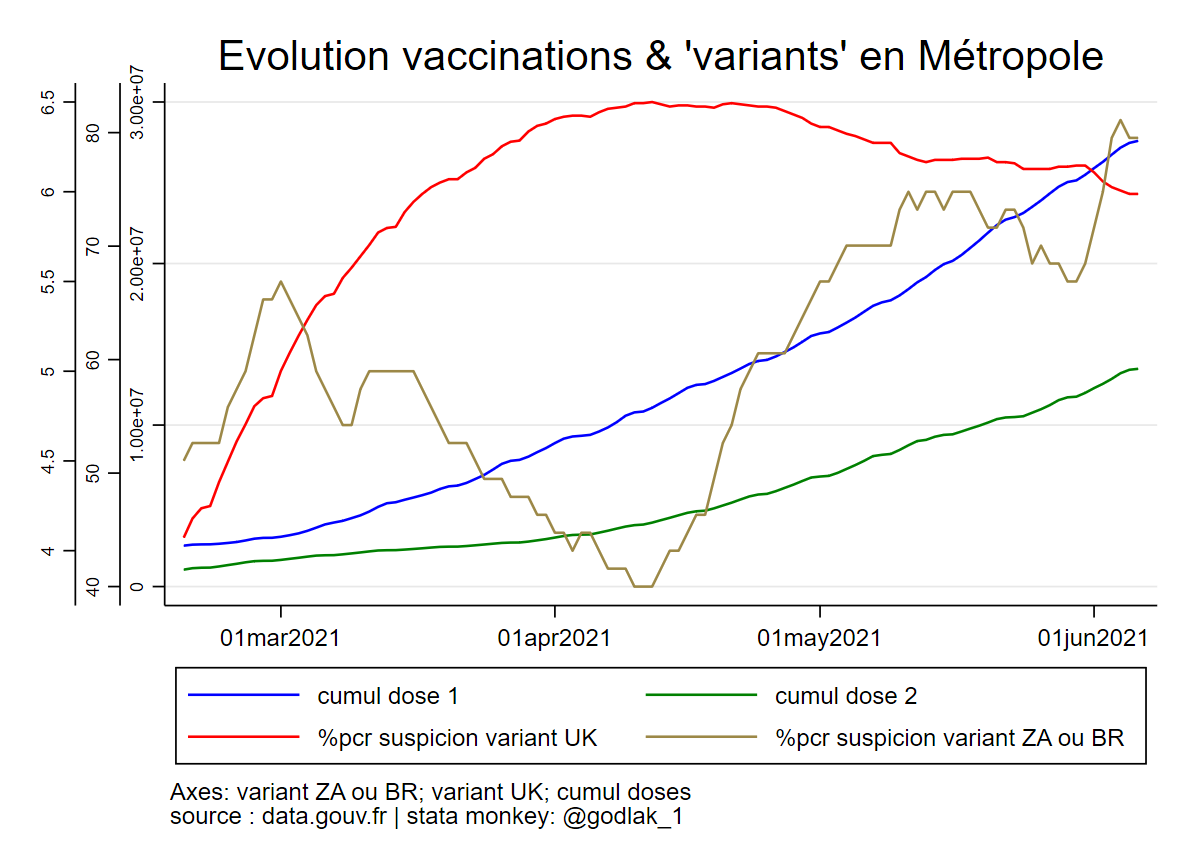 Evolution vaccinations & 'variants' en Métropole
6.5
6
5.5
5
4.5
4
80
70
60
50
40
3.00e+07
2.00e+07
1.00e+07
0
01mar2021 01apr2021 01may2021 01jun2021
cumul dose 1 cumul dose 2
%pcr suspicion variant UK %pcr suspicion variant ZA ou BR
Axes: variant ZA ou BR; variant UK; cumul doses
source : data.gouv.fr | stata monkey: @godlak_1